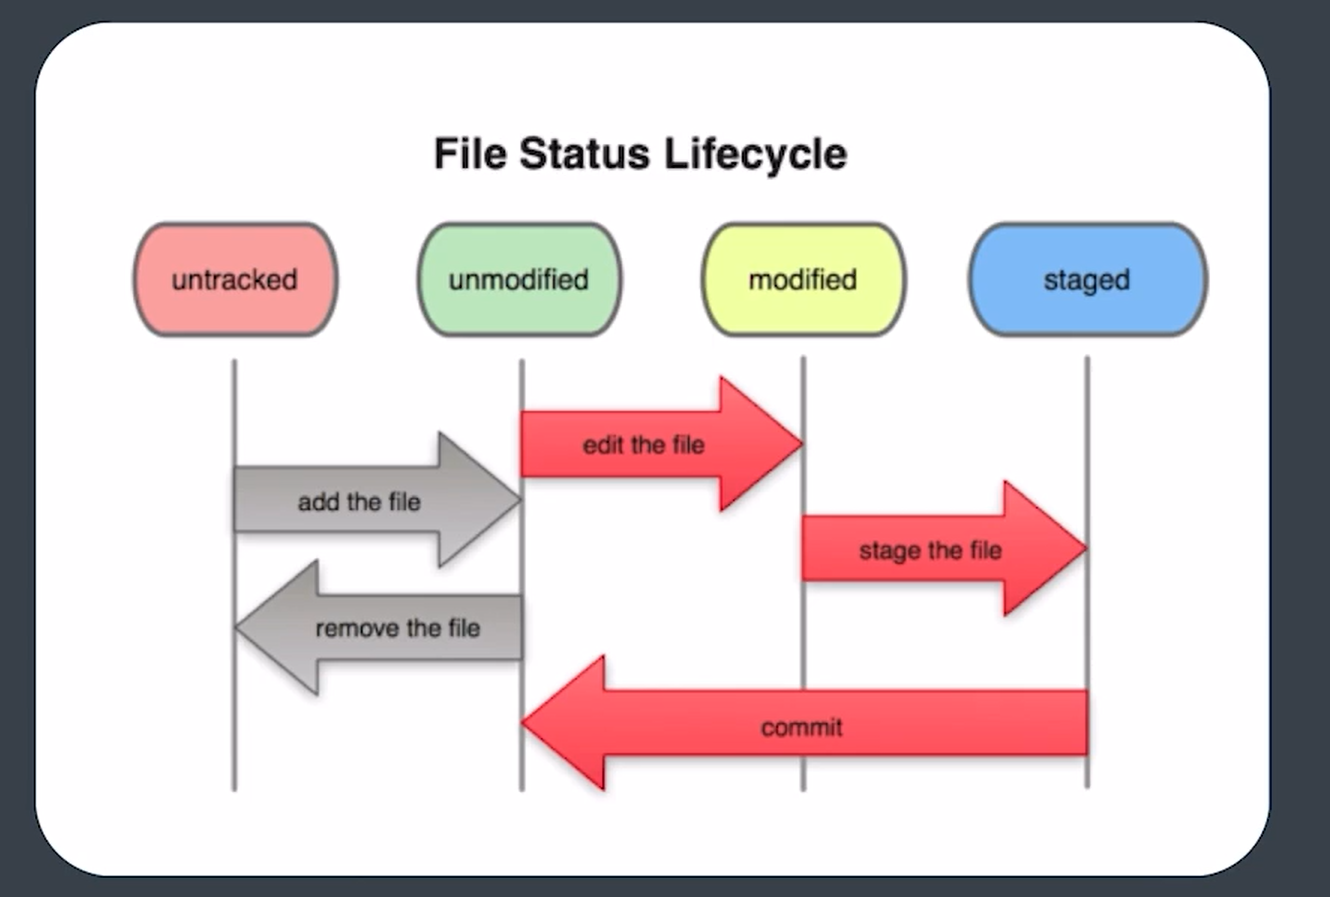 File Status Lifecycle
untracked
unmodified
modified
staged
edit the file
add the file
stage the file
remove the file
commit